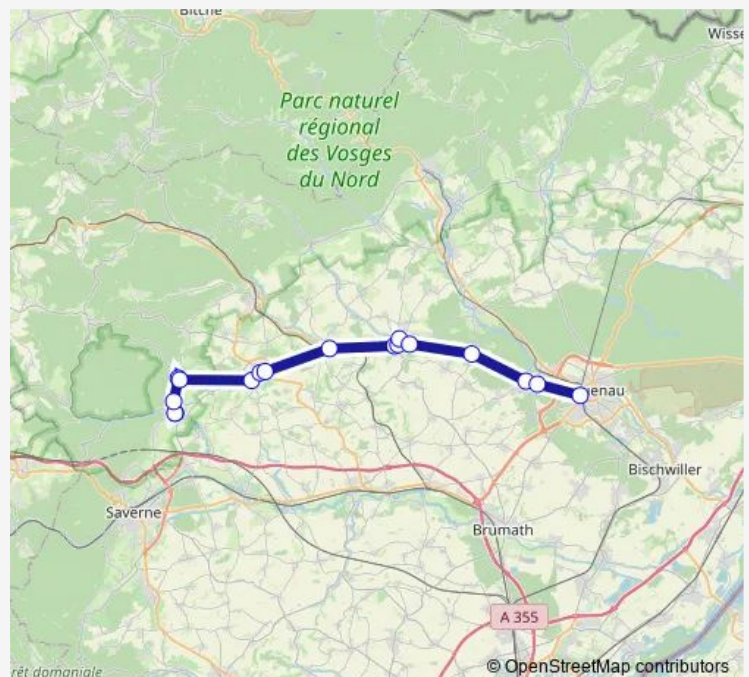 Bitche
Wisse
Parc naturel
régional
des Vosges
du Nord
enau
Bischwiller
Saverne
Brumath
A 355
© OpenStreetMap contributors
rêt domaniale